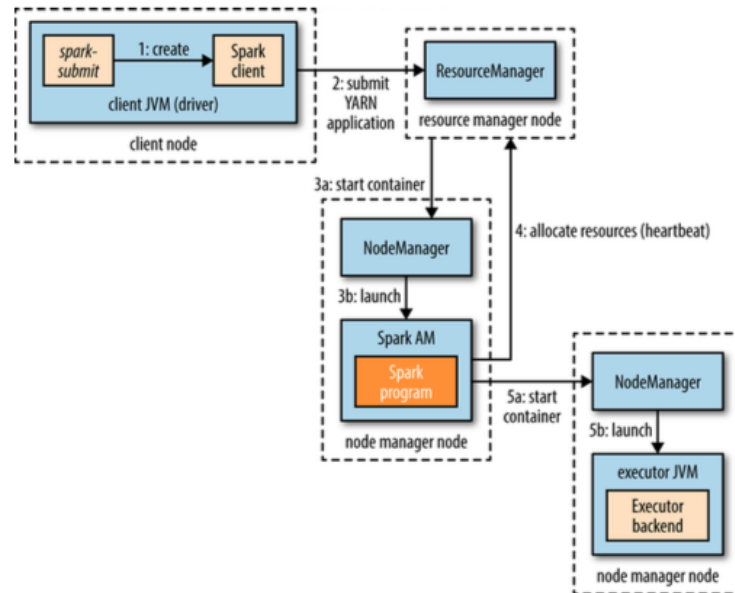 spark-
submit
1: create
Spark
client
client JVM (driver)
client node
2: submit
YARN
application
ResourceManager
resource manager node
3a: start container
NodeManager
3b: launch
Spark AM
Spark
program
node manager node
4: allocate resources (heartbeat)
5a: start
container
NodeManager
5b: launch
executor JVM
Executor
backend
node manager node